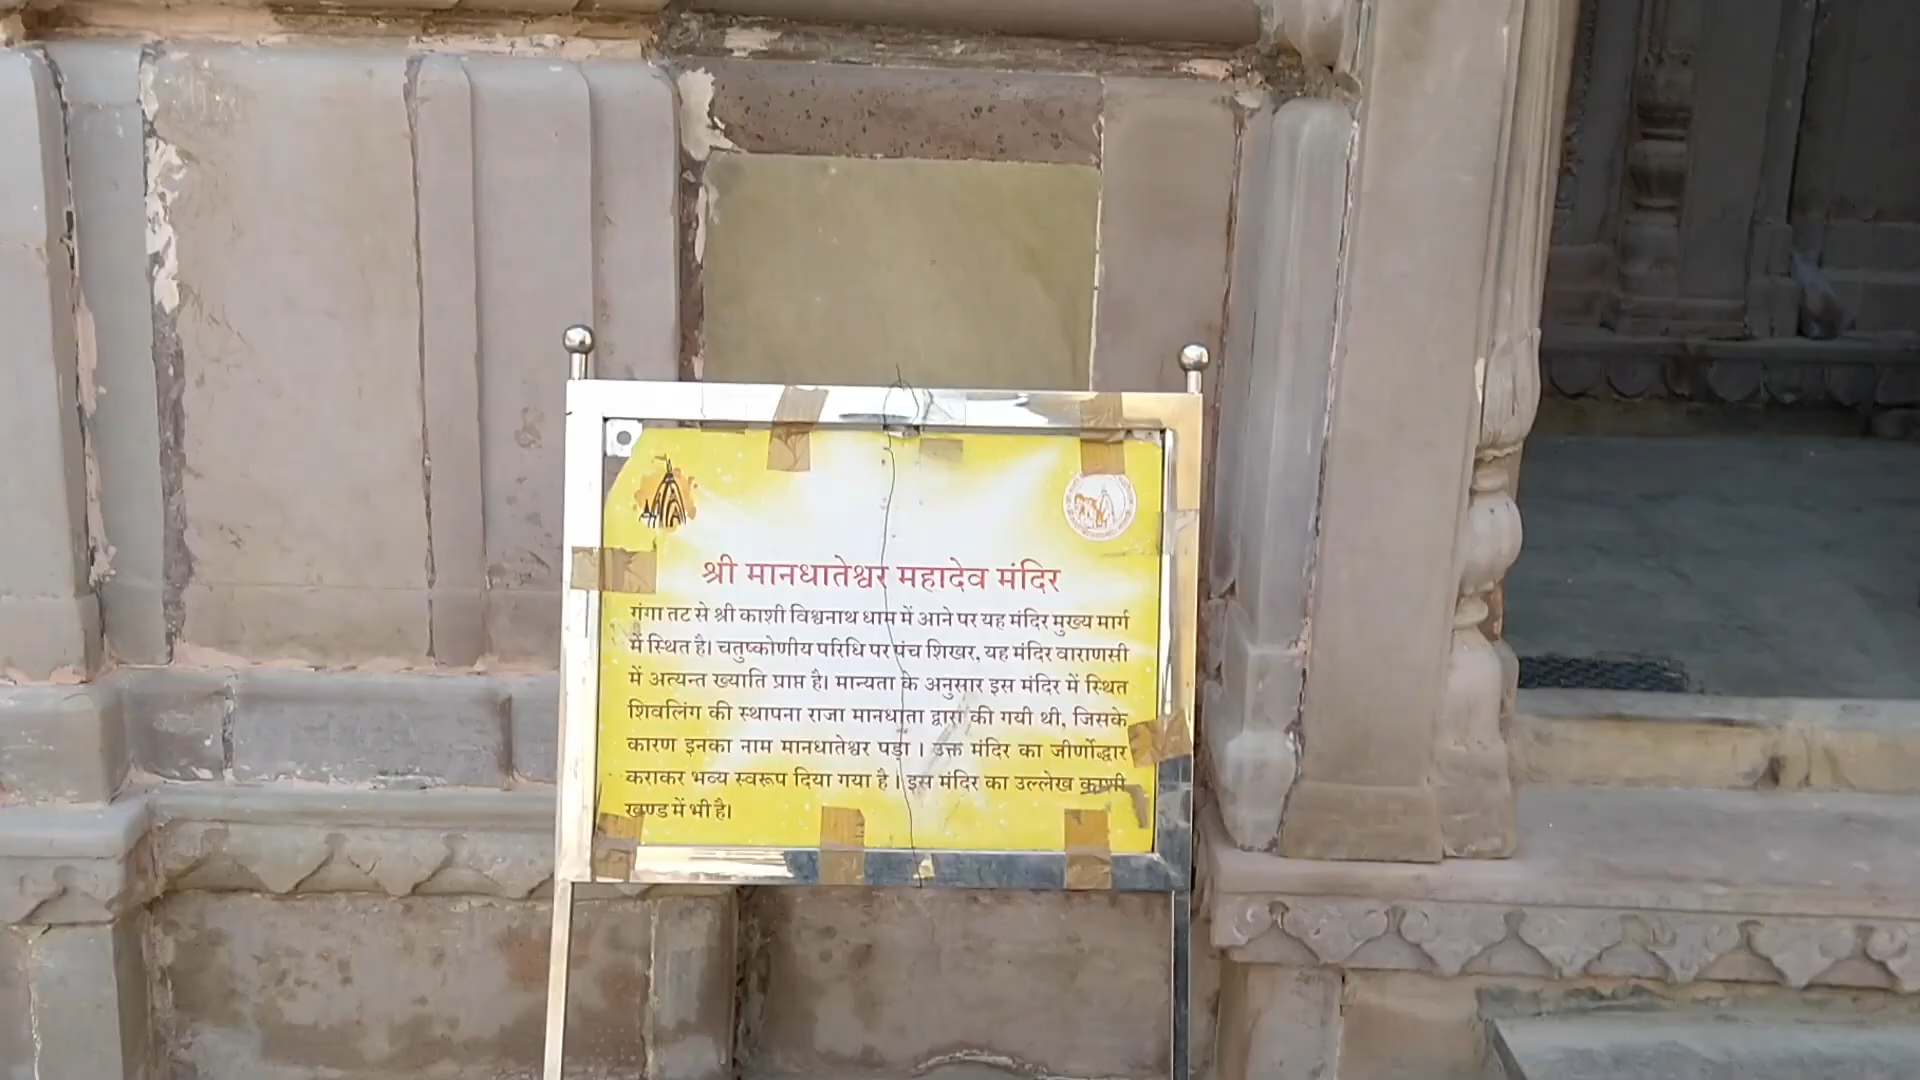 श्री मानधातेश्वर महादेव मंदिर
गंगा तट से श्री काशी विश्वनाथ धाम में आने पर यह मंदिर मुख्य मार्ग
में स्थित है। चतुष्कोणीय परिधि पर पंच शिखर, यह मंदिर वाराणसी
में अत्यन्त ख्याति प्राप्त है। मान्यता के अनुसार इस मंदिर में स्थित
शिवलिंग की स्थापना राजा मानधाता द्वारा की गयी थी, जिसके
कारण इनका नाम मानधातेश्वर पड़ा । उक्त मंदिर का जीर्णोद्धार
कराकर भव्य स्वरूप दिया गया है । इस मंदिर का उल्लेख काशी
खण्ड में भी है।